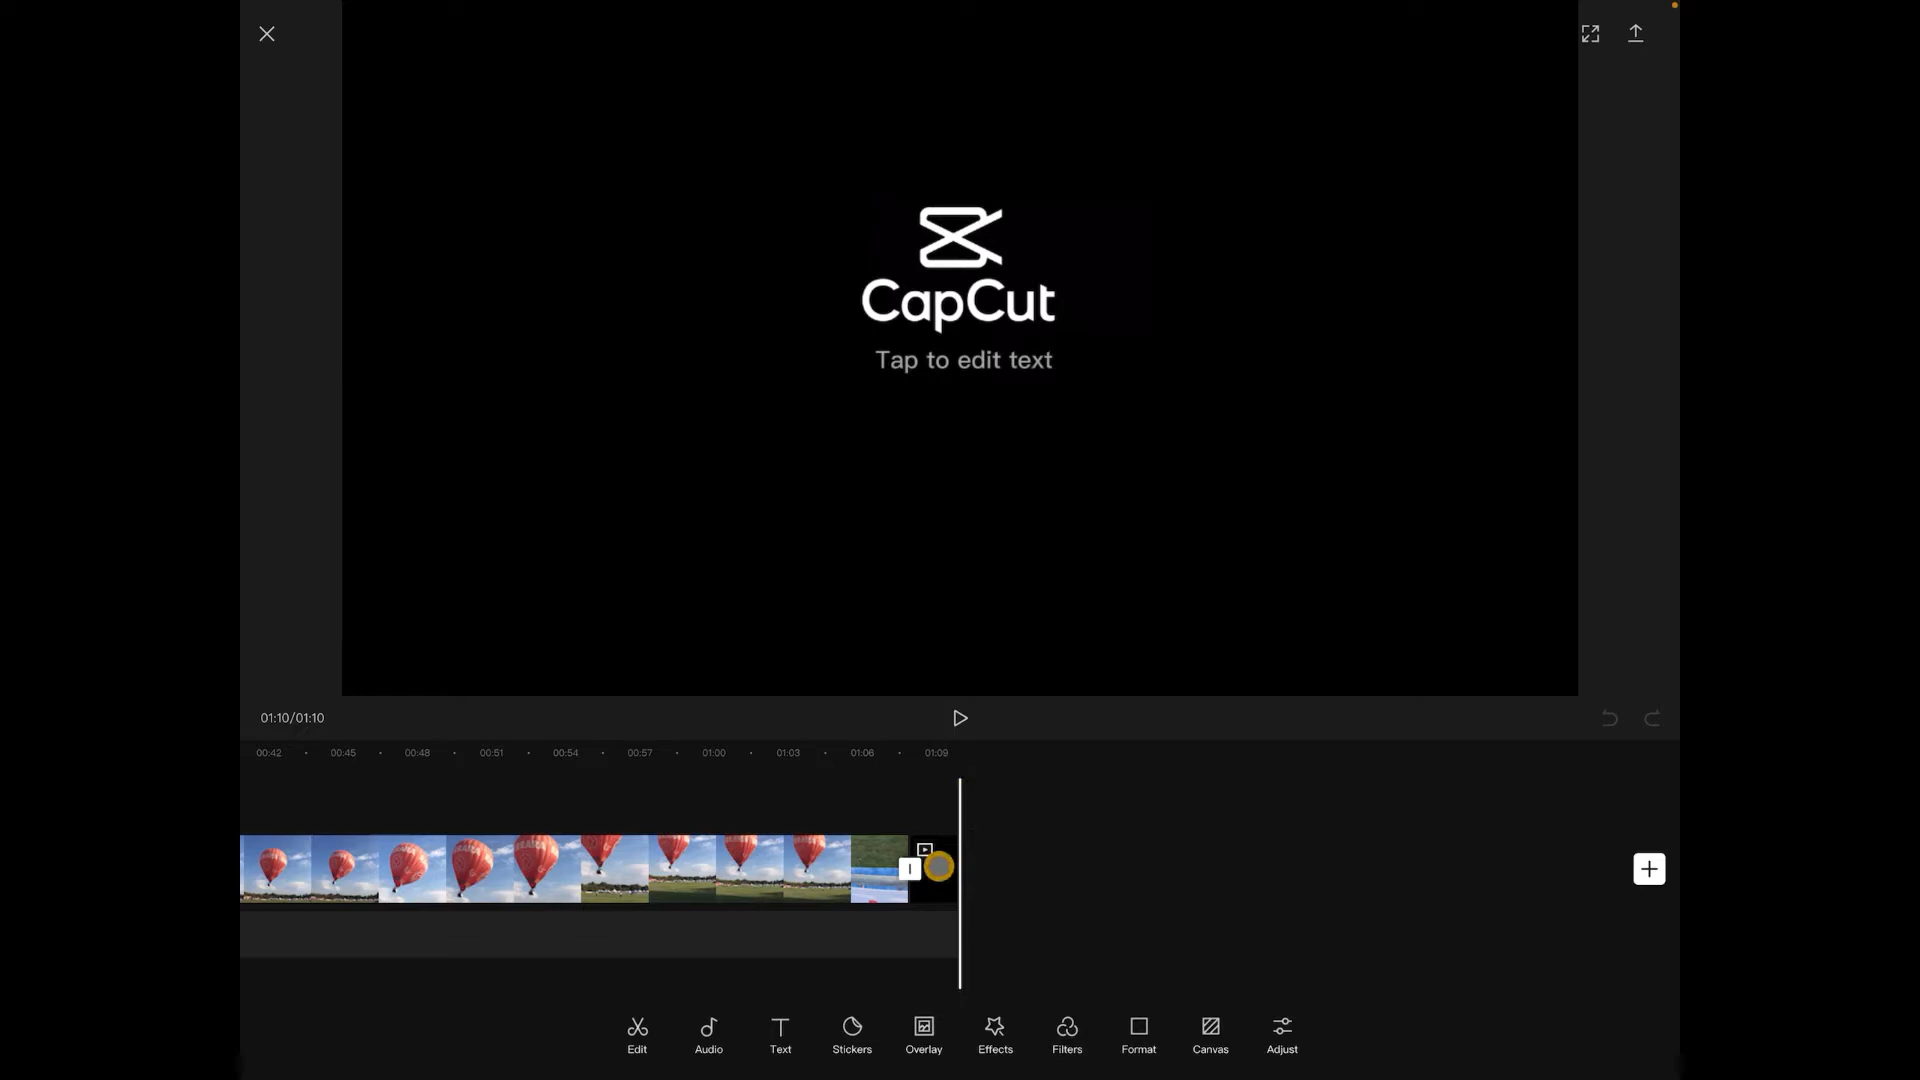 CapCut
Tap to edit text
01:10/01:10
00:42 00:45 00:48 00:51 00:54 00:57 01:00 01:03 01:06 01:09
Edit Audio Text Stickers Overlay Effects Filters Format Canvas Adjust